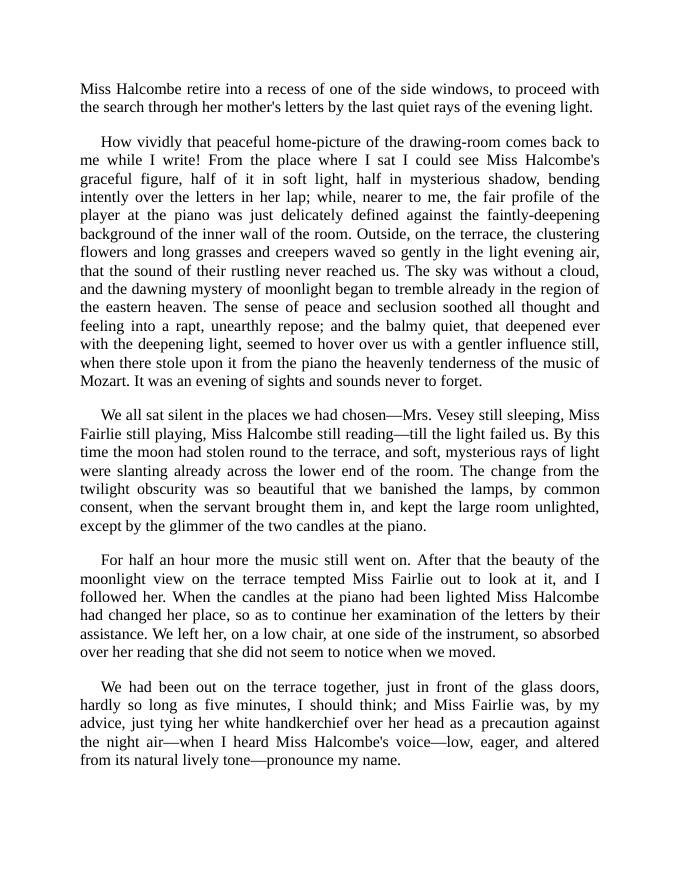 Miss Halcombe retire into a recess of one of the side windows, to proceed with
the search through her mother's letters by the last quiet rays of the evening light.
How vividly that peaceful home-picture of the drawing-room comes back to
me while I write! From the place where I sat I could see Miss Halcombe's
graceful figure, half of it in soft light, half in mysterious shadow, bending
intently over the letters in her lap; while, nearer to me, the fair profile of the
player at the piano was just delicately defined against the faintly-deepening
background of the inner wall of the room. Outside, on the terrace, the clustering
flowers and long grasses and creepers waved so gently in the light evening air,
that the sound of their rustling never reached us. The sky was without a cloud,
and the dawning mystery of moonlight began to tremble already in the region of
the eastern heaven. The sense of peace and seclusion soothed all thought and
feeling into a rapt, unearthly repose; and the balmy quiet, that deepened ever
with the deepening light, seemed to hover over us with a gentler influence still,
when there stole upon it from the piano the heavenly tenderness of the music of
Mozart. It was an evening of sights and sounds never to forget.
We all sat silent in the places we had chosen—Mrs. Vesey still sleeping, Miss
Fairlie still playing, Miss Halcombe still reading—till the light failed us. By this
time the moon had stolen round to the terrace, and soft, mysterious rays of light
were slanting already across the lower end of the room. The change from the
twilight obscurity was so beautiful that we banished the lamps, by common
consent, when the servant brought them in, and kept the large room unlighted,
except by the glimmer of the two candles at the piano.
For half an hour more the music still went on. After that the beauty of the
moonlight view on the terrace tempted Miss Fairlie out to look at it, and I
followed her. When the candles at the piano had been lighted Miss Halcombe
had changed her place, so as to continue her examination of the letters by their
assistance. We left her, on a low chair, at one side of the instrument, so absorbed
over her reading that she did not seem to notice when we moved.
We had been out on the terrace together, just in front of the glass doors,
hardly so long as five minutes, I should think; and Miss Fairlie was, by my
advice, just tying her white handkerchief over her head as a precaution against
the night air—when I heard Miss Halcombe's voice—low, eager, and altered
from its natural lively tone—pronounce my name.